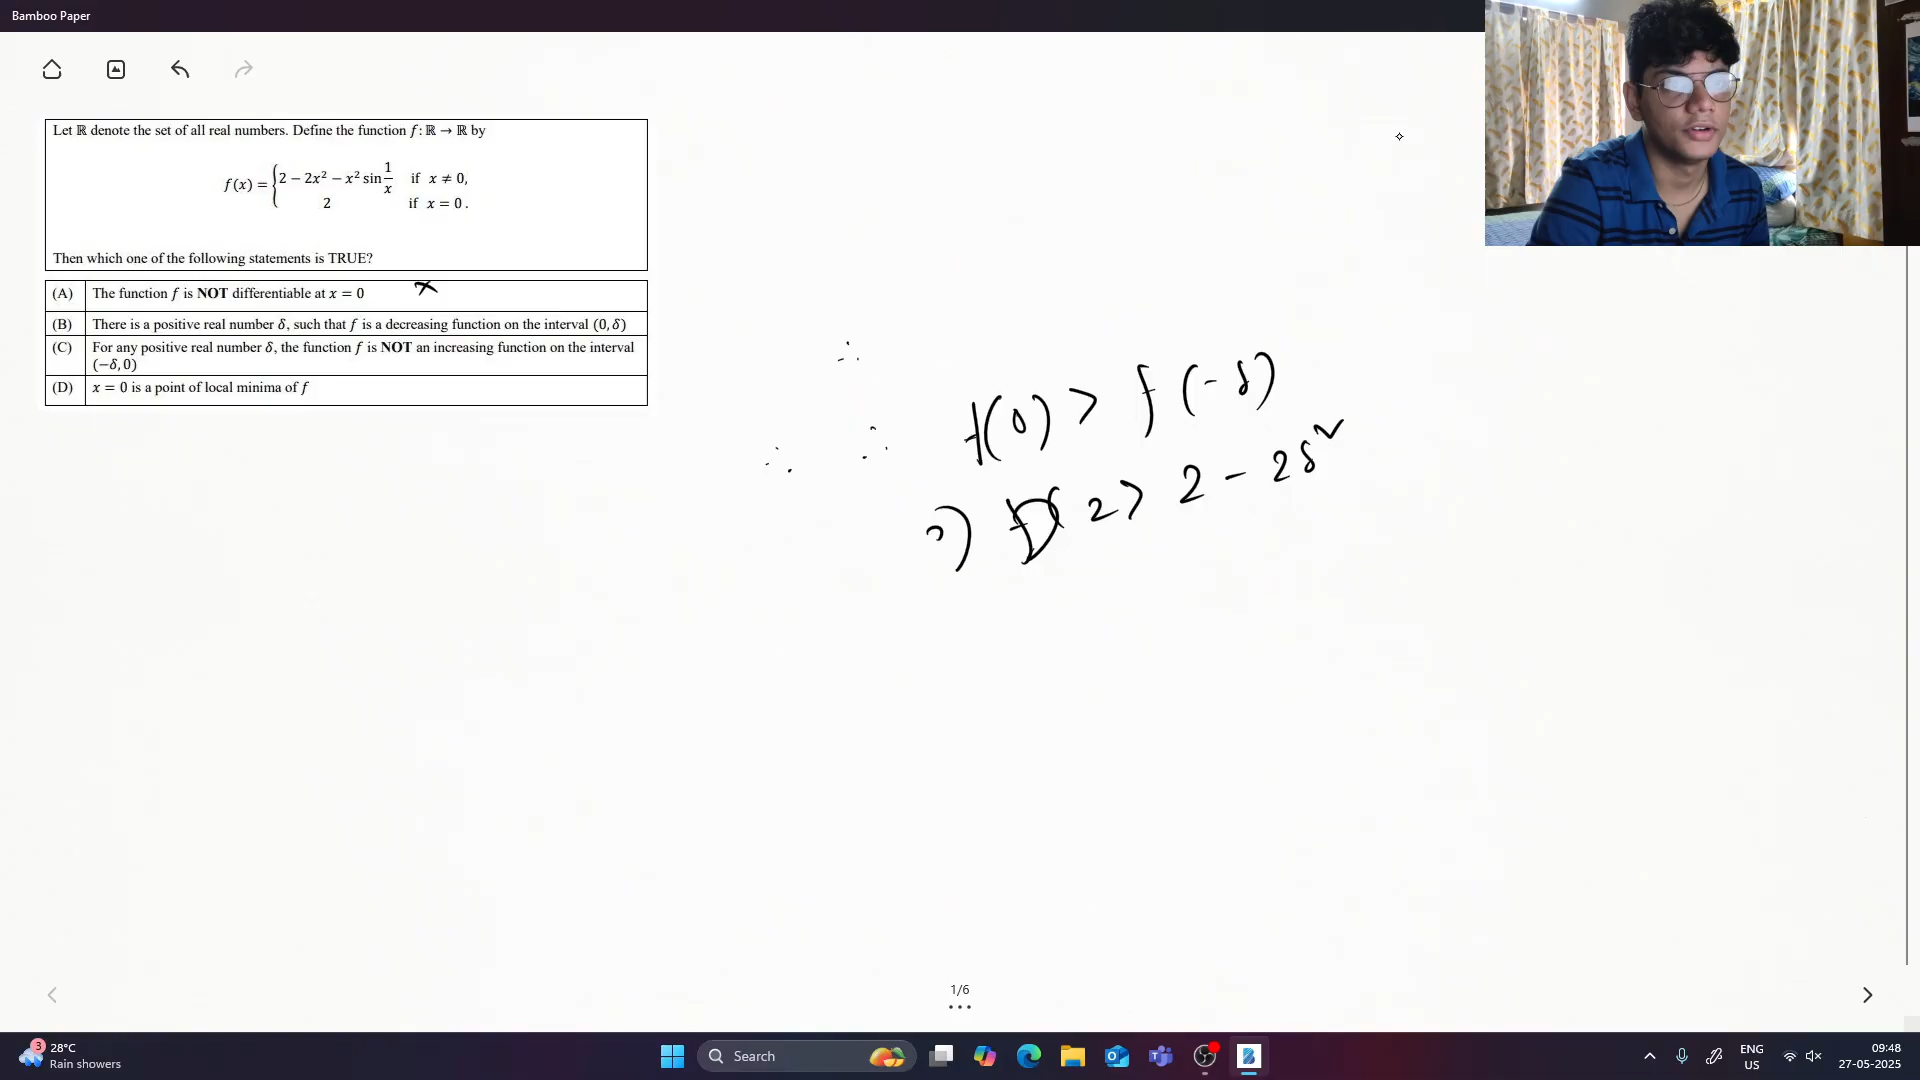 Bamboo Paper
Let ℝ denote the set of all real numbers. Define the function f: ℝ → ℝ by
f(x) = { 2 − 2x² − x² sin 1/x if x ≠ 0,
2 if x = 0 .
Then which one of the following statements is TRUE?
(A) The function f is NOT differentiable at x = 0 ×
(B) There is a positive real number δ, such that f is a decreasing function on the interval (0, δ)
(C) For any positive real number δ, the function f is NOT an increasing function on the interval
(−δ, 0)
(D) x = 0 is a point of local minima of f
∴
∴ ∴ f(0) > f(-δ)
2 > 2 - 2δ²
1/6
3
28°C
Rain showers
Search
ENG
US
09:48
27-05-2025